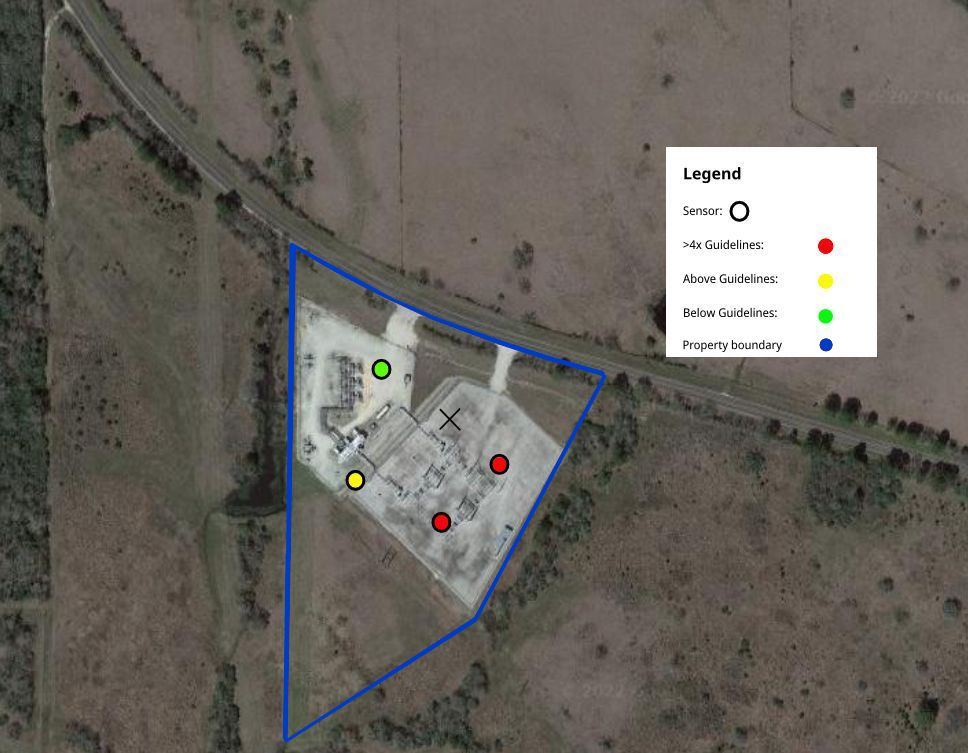 Legend
Sensor:
>4x Guidelines:
Above Guidelines:
Below Guidelines:
Property boundary